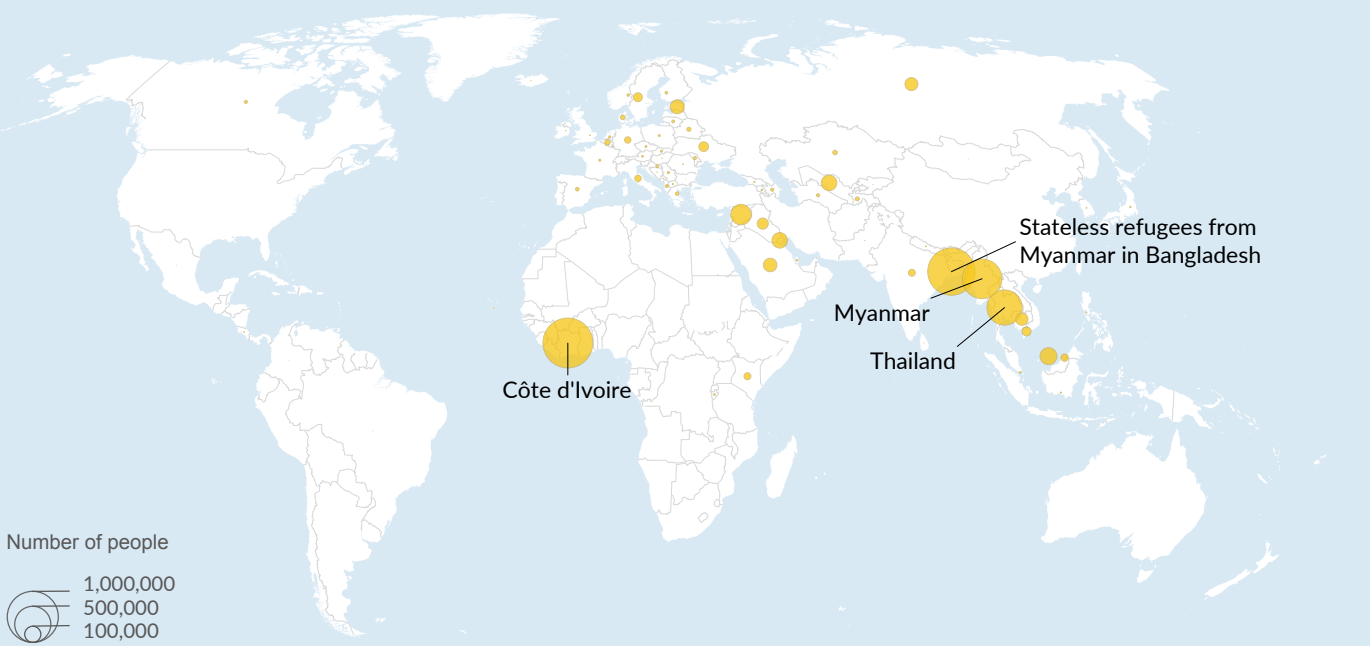 Stateless refugees from
Myanmar in Bangladesh
Myanmar
Thailand
Côte d'Ivoire
Number of people
1,000,000
500,000
100,000